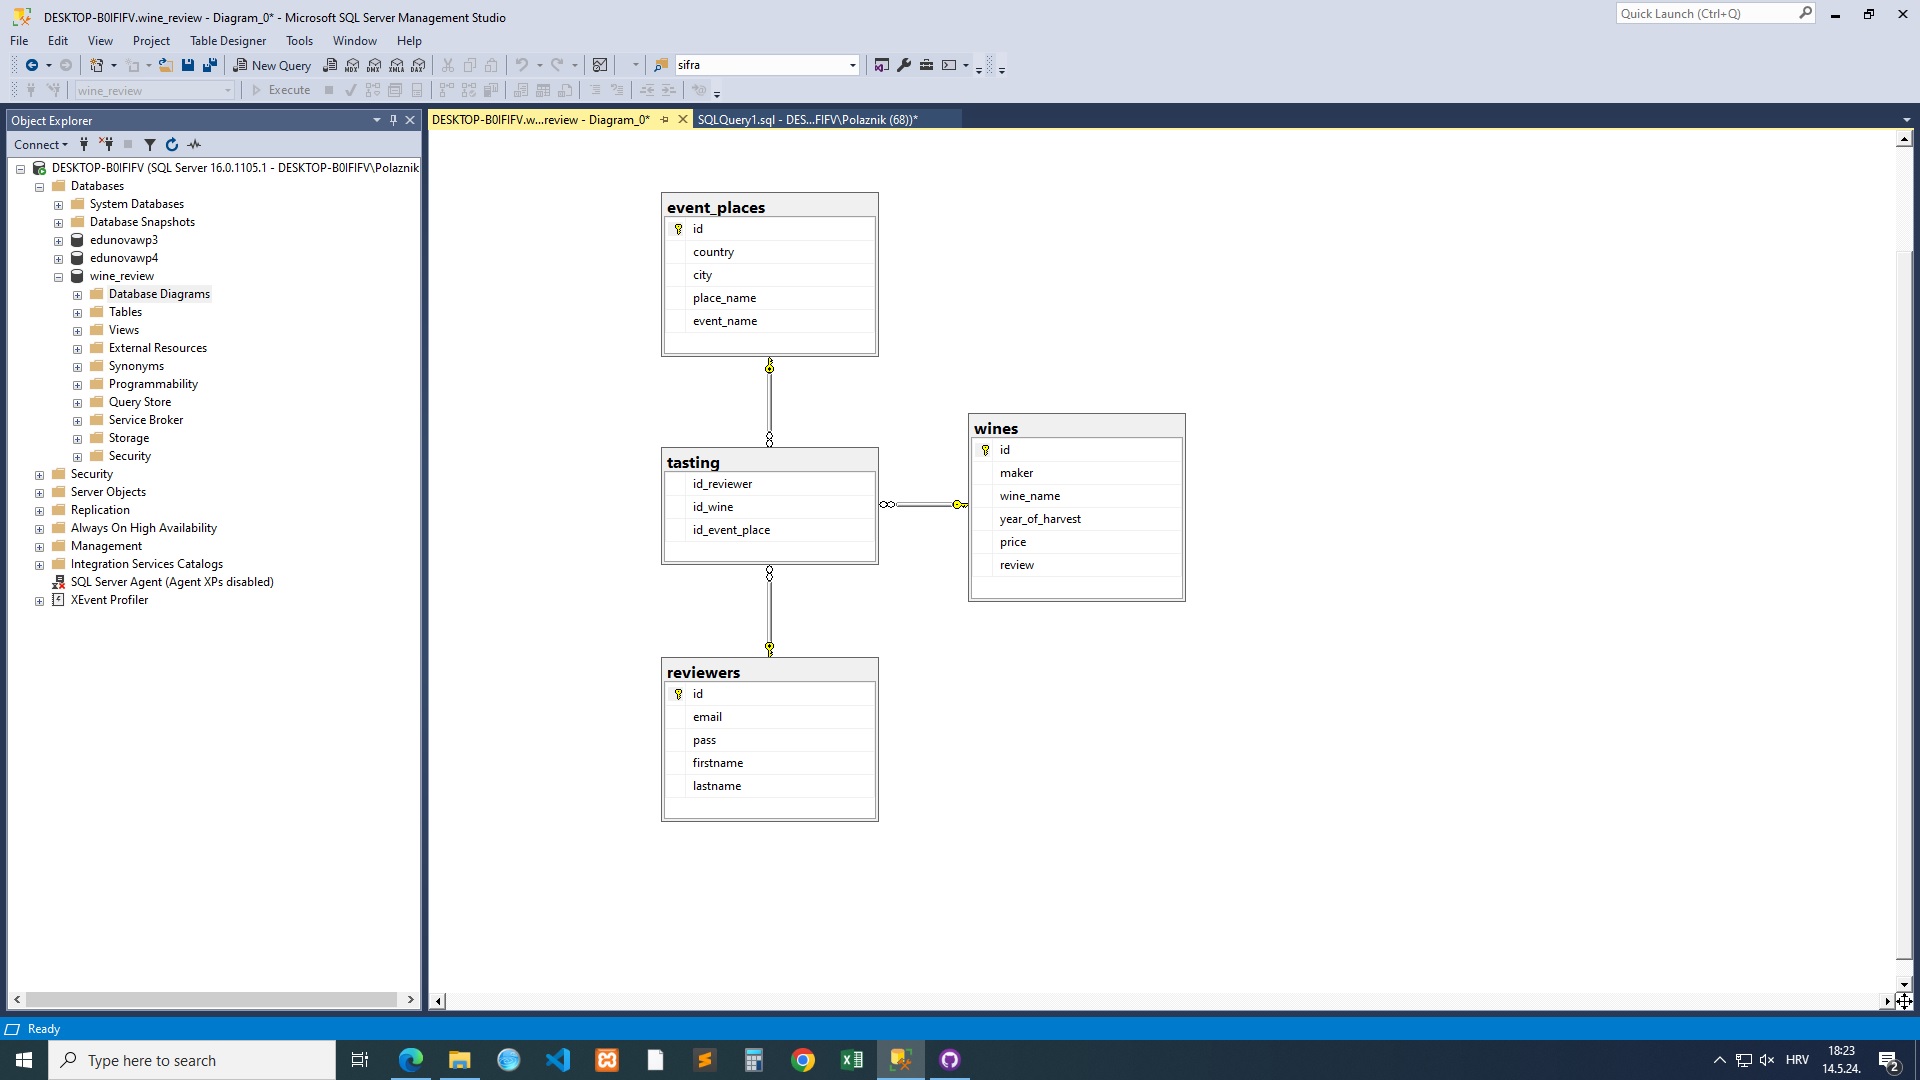 DESKTOP-B0IFIFV.wine_review - Diagram_0* - Microsoft SQL Server Management Studio
Quick Launch (Ctrl+Q)
File Edit View Project Table Designer Tools Window Help
New Query
MDX DMX XMLA DAX
sifra
wine_review
Execute
Object Explorer
DESKTOP-B0IFIFV.w...review - Diagram_0*
SQLQuery1.sql - DES...FIFV\Polaznik (68))*
Connect
DESKTOP-B0IFIFV (SQL Server 16.0.1105.1 - DESKTOP-B0IFIFV\Polaznik
Databases
System Databases
Database Snapshots
edunovawp3
edunovawp4
wine_review
Database Diagrams
Tables
Views
External Resources
Synonyms
Programmability
Query Store
Service Broker
Storage
Security
Security
Server Objects
Replication
Always On High Availability
Management
Integration Services Catalogs
SQL Server Agent (Agent XPs disabled)
XEvent Profiler
event_places
id
country
city
place_name
event_name
tasting
id_reviewer
id_wine
id_event_place
wines
id
maker
wine_name
year_of_harvest
price
review
reviewers
id
email
pass
firstname
lastname
Ready
Type here to search
HRV
18:23
14.5.24.
2